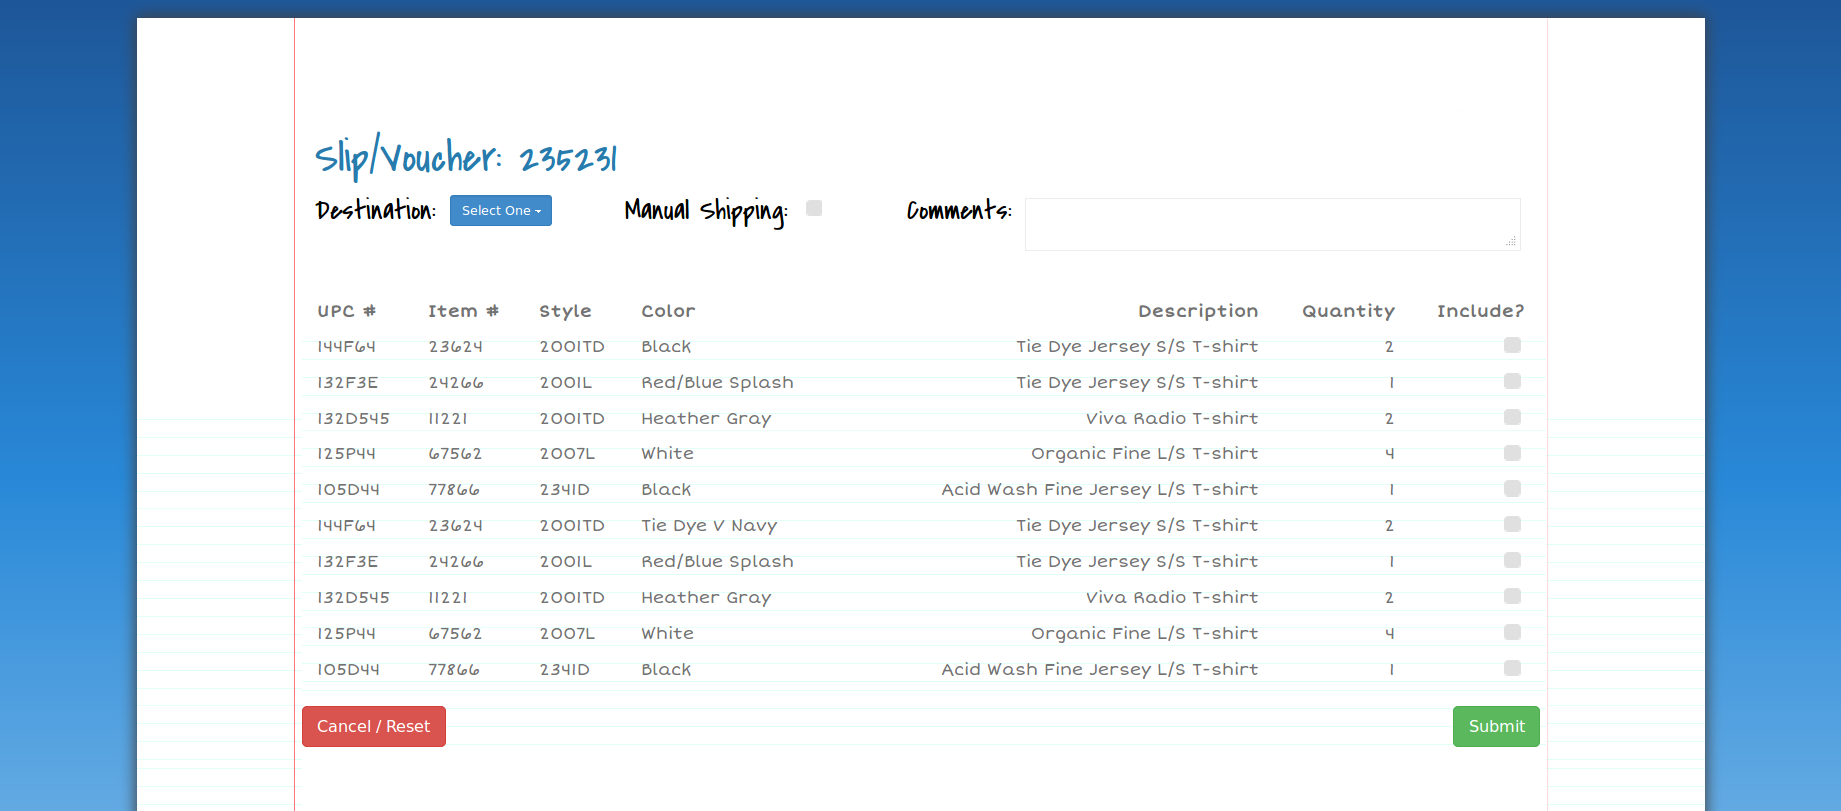 Slip/Voucher: 235231
Destination: Select One Manual Shipping: Comments:
UPC # Item # Style Color Description Quantity Include?
144F64 23624 2001TD Black Tie Dye Jersey S/S T-shirt 2
132F3E 24266 2001L Red/Blue Splash Tie Dye Jersey S/S T-shirt 1
132D545 11221 2001TD Heather Gray Viva Radio T-shirt 2
125P44 67562 2007L White Organic Fine L/S T-shirt 4
105D44 77866 2341D Black Acid Wash Fine Jersey L/S T-shirt 1
144F64 23624 2001TD Tie Dye V Navy Tie Dye Jersey S/S T-shirt 2
132F3E 24266 2001L Red/Blue Splash Tie Dye Jersey S/S T-shirt 1
132D545 11221 2001TD Heather Gray Viva Radio T-shirt 2
125P44 67562 2007L White Organic Fine L/S T-shirt 4
105D44 77866 2341D Black Acid Wash Fine Jersey L/S T-shirt 1
Cancel / Reset Submit